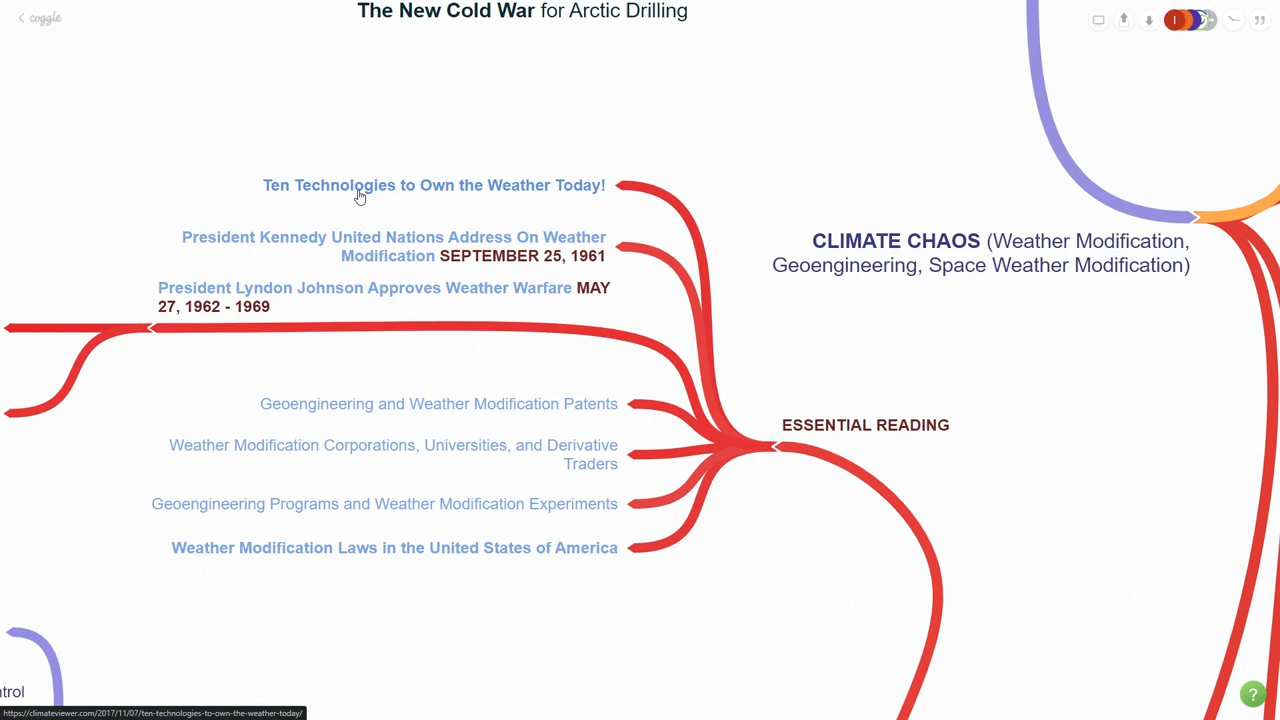 coggle
The New Cold War for Arctic Drilling
Ten Technologies to Own the Weather Today!
President Kennedy United Nations Address On Weather
Modification SEPTEMBER 25, 1961
President Lyndon Johnson Approves Weather Warfare MAY
27, 1962 - 1969
Geoengineering and Weather Modification Patents
Weather Modification Corporations, Universities, and Derivative
Traders
Geoengineering Programs and Weather Modification Experiments
Weather Modification Laws in the United States of America
ESSENTIAL READING
CLIMATE CHAOS (Weather Modification,
Geoengineering, Space Weather Modification)
ntrol
https://climateviewer.com/2017/11/07/ten-technologies-to-own-the-weather-today/
I
?